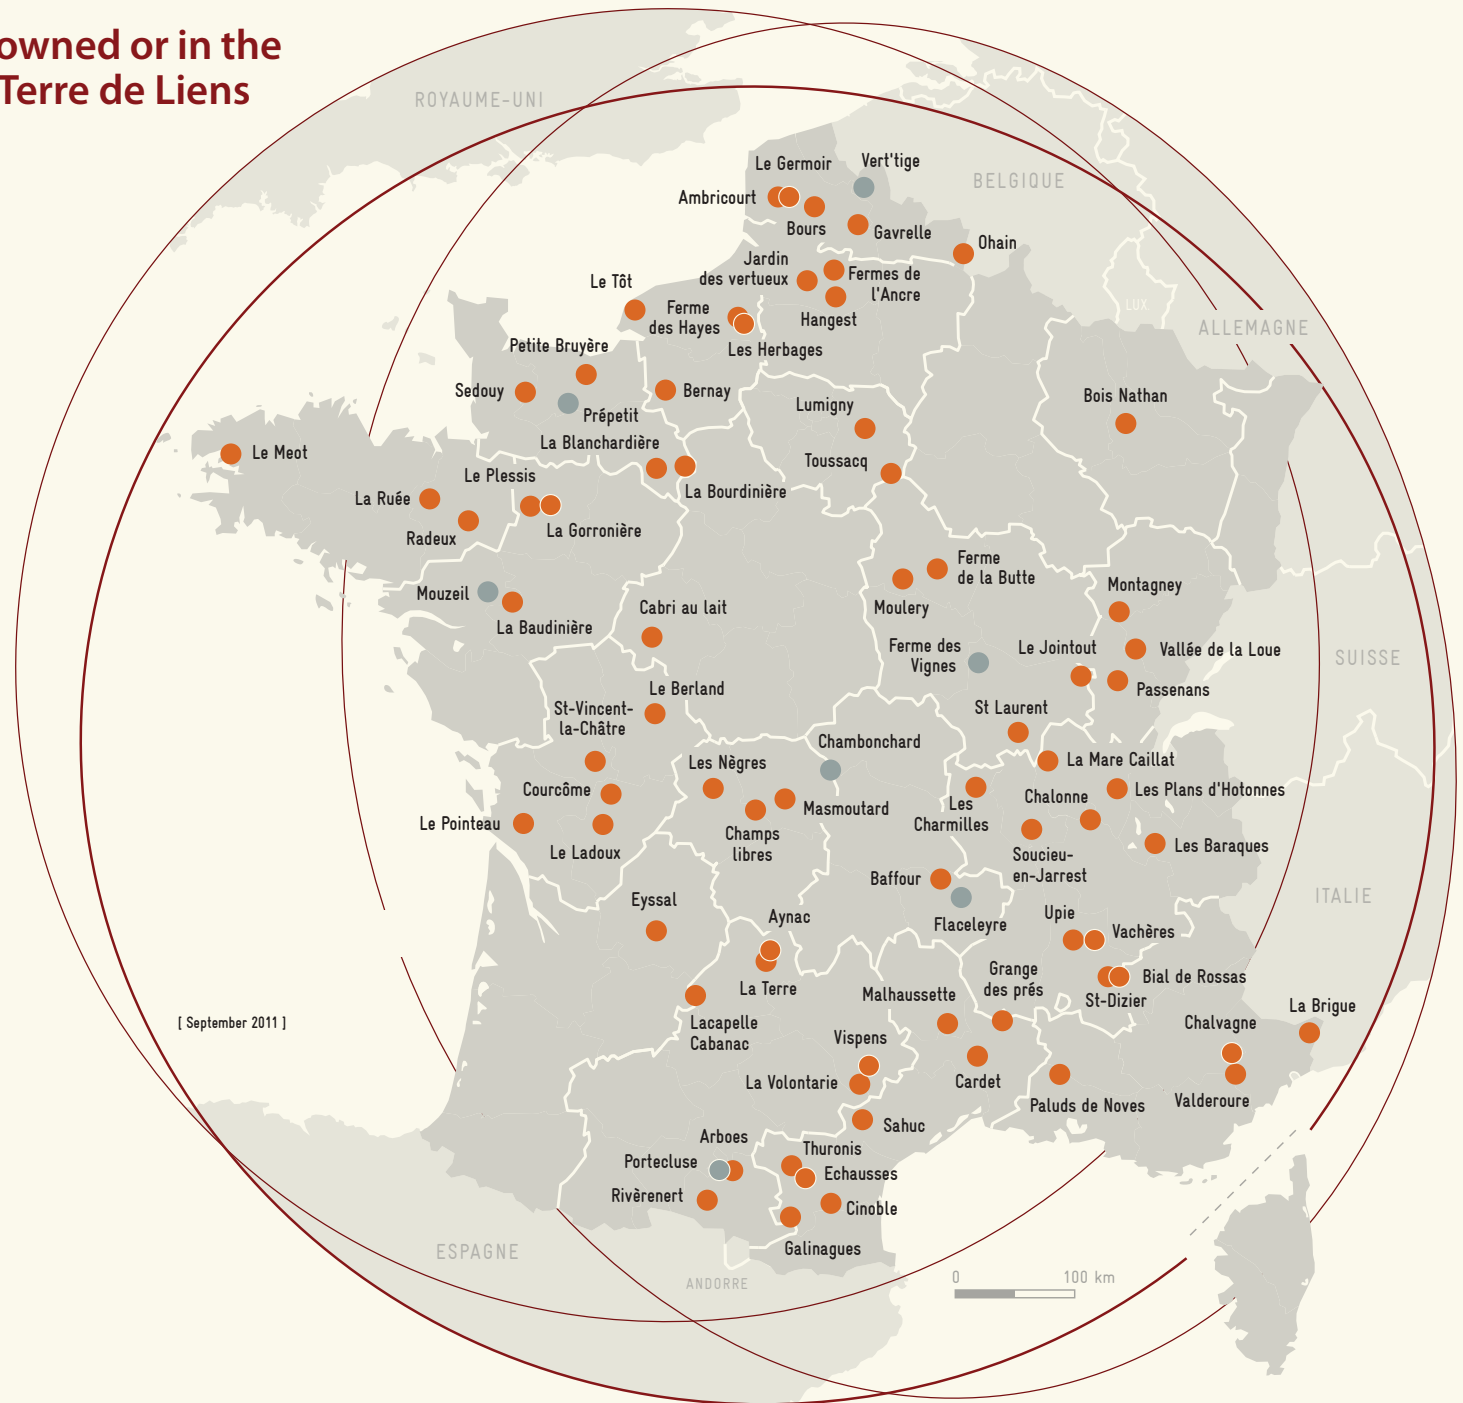 owned or in the
Terre de Liens
ROYAUME-UNI
Le Germoir
Vert'tige
BELGIQUE
Ambricourt
Bours
Gavrelle
Ohain
Jardin
des vertueux
Fermes de
l'Ancre
Le Tôt
Ferme
des Hayes
Hangest
LUX.
ALLEMAGNE
Les Herbages
Petite Bruyère
Sedouy
Bernay
Prépetit
Lumigny
Bois Nathan
La Blanchardière
Le Meot
Toussacq
Le Plessis
La Bourdinière
La Ruée
Radeux
La Gorronière
Ferme
de la Butte
Mouzeil
Moulery
Montagney
La Baudinière
Cabri au lait
Ferme des
Vignes
Le Jointout
Vallée de la Loue
SUISSE
Passenans
Le Berland
St-Vincent-
la-Châtre
St Laurent
Chambonchard
Les Nègres
La Mare Caillat
Courcôme
Masmoutard
Les
Charmilles
Chalonne
Les Plans d'Hotonnes
Le Pointeau
Champs
libres
Le Ladoux
Soucieu-
en-Jarrest
Les Baraques
Baffour
ITALIE
Eyssal
Flaceleyre
Aynac
Upie
Vachères
La Terre
Grange
des prés
Bial de Rossas
St-Dizier
Malhaussette
La Brigue
[ September 2011 ]
Lacapelle
Cabanac
Chalvagne
Vispens
La Volontarie
Cardet
Paluds de Noves
Valderoure
Sahuc
Arboes
Thuronis
Portecluse
Echausses
Rivèrenert
Cinoble
Galinagues
ESPAGNE
ANDORRE
0
100 km